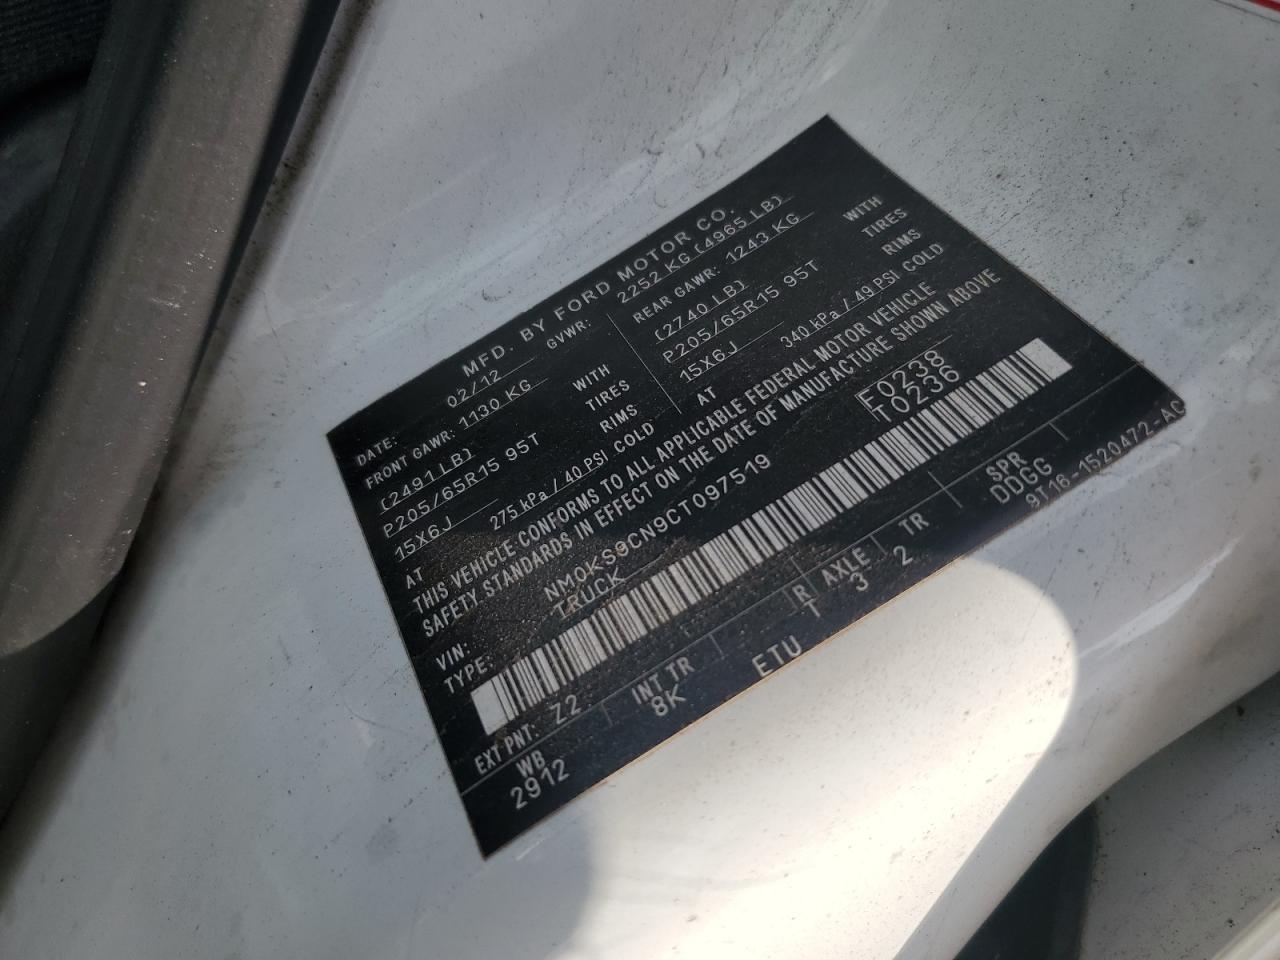 MFD. BY FORD MOTOR CO.
DATE: 02/12 GVWR: 2252 KG (4965 LB)
FRONT GAWR: 1130 KG REAR GAWR: 1243 KG
(2491 LB) WITH (2740 LB) WITH
P205/65R15 95T TIRES P205/65R15 95T TIRES
15X6J RIMS 15X6J RIMS
AT 275 kPa / 40 PSI COLD AT 340 kPa / 49 PSI COLD
THIS VEHICLE CONFORMS TO ALL APPLICABLE FEDERAL MOTOR VEHICLE
SAFETY STANDARDS IN EFFECT ON THE DATE OF MANUFACTURE SHOWN ABOVE
VIN: NM0KS9CN9CT097519 F0238
TYPE: TRUCK T0236
EXT PNT: Z2 INT TR R AXLE TR SPR
WB 8K ETU T 3 2 DDGG
2912 9T16-1520472-AC